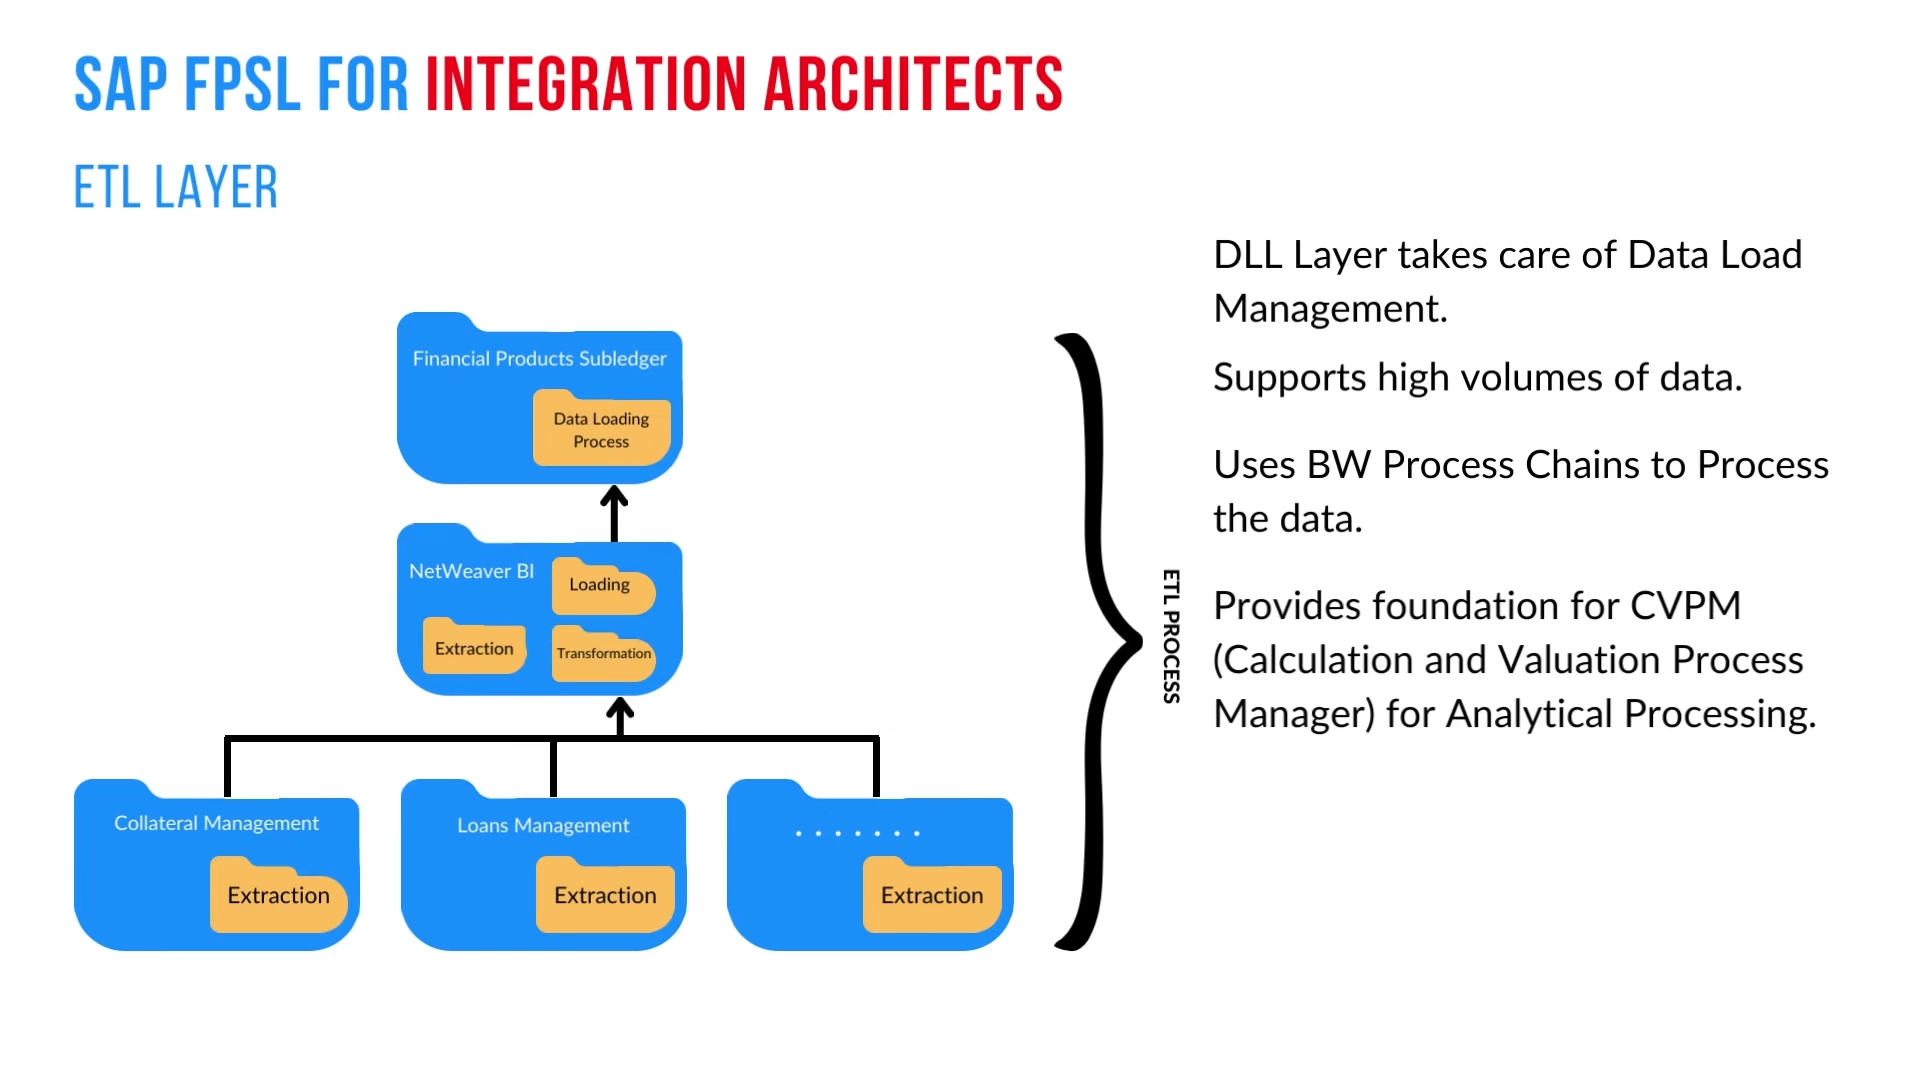 SAP FPSL FOR INTEGRATION ARCHITECTS
ETL LAYER
Financial Products Subledger
Data Loading
Process
NetWeaver BI
Loading
Extraction
Transformation
Collateral Management
Extraction
Loans Management
Extraction
.......
Extraction
ETL PROCESS
DLL Layer takes care of Data Load
Management.
Supports high volumes of data.
Uses BW Process Chains to Process
the data.
Provides foundation for CVPM
(Calculation and Valuation Process
Manager) for Analytical Processing.